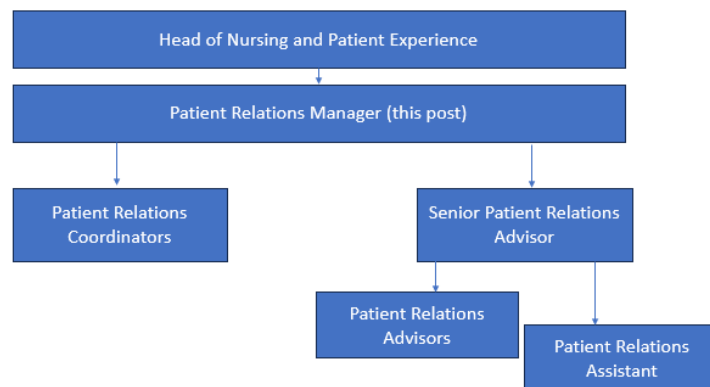 Head of Nursing and Patient Experience
Patient Relations Manager (this post)
Patient Relations
Coordinators
Senior Patient Relations
Advisor
Patient Relations
Advisors
Patient Relations
Assistant